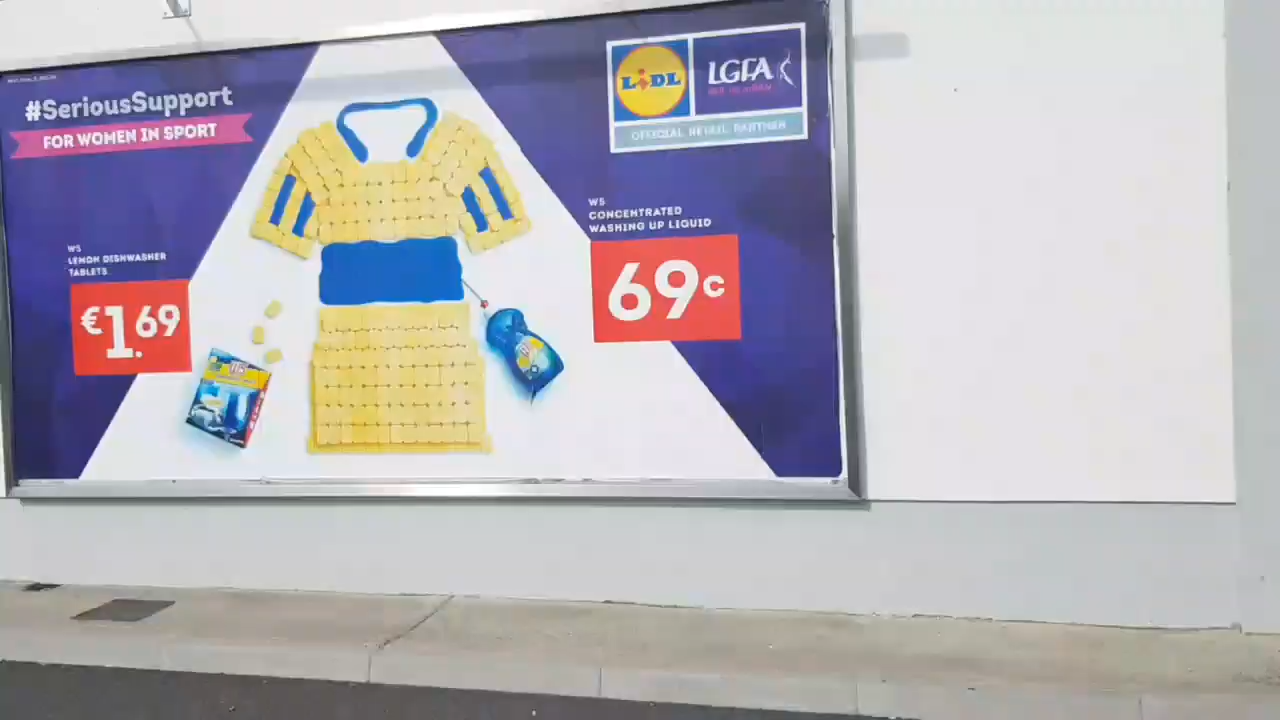 #SeriousSupport
FOR WOMEN IN SPORT
LiDL
LGFA
OFFICIAL RETAIL PARTNER
W5
CONCENTRATED
WASHING UP LIQUID
69c
W5
LEMON DISHWASHER
TABLETS
€1.69
W5